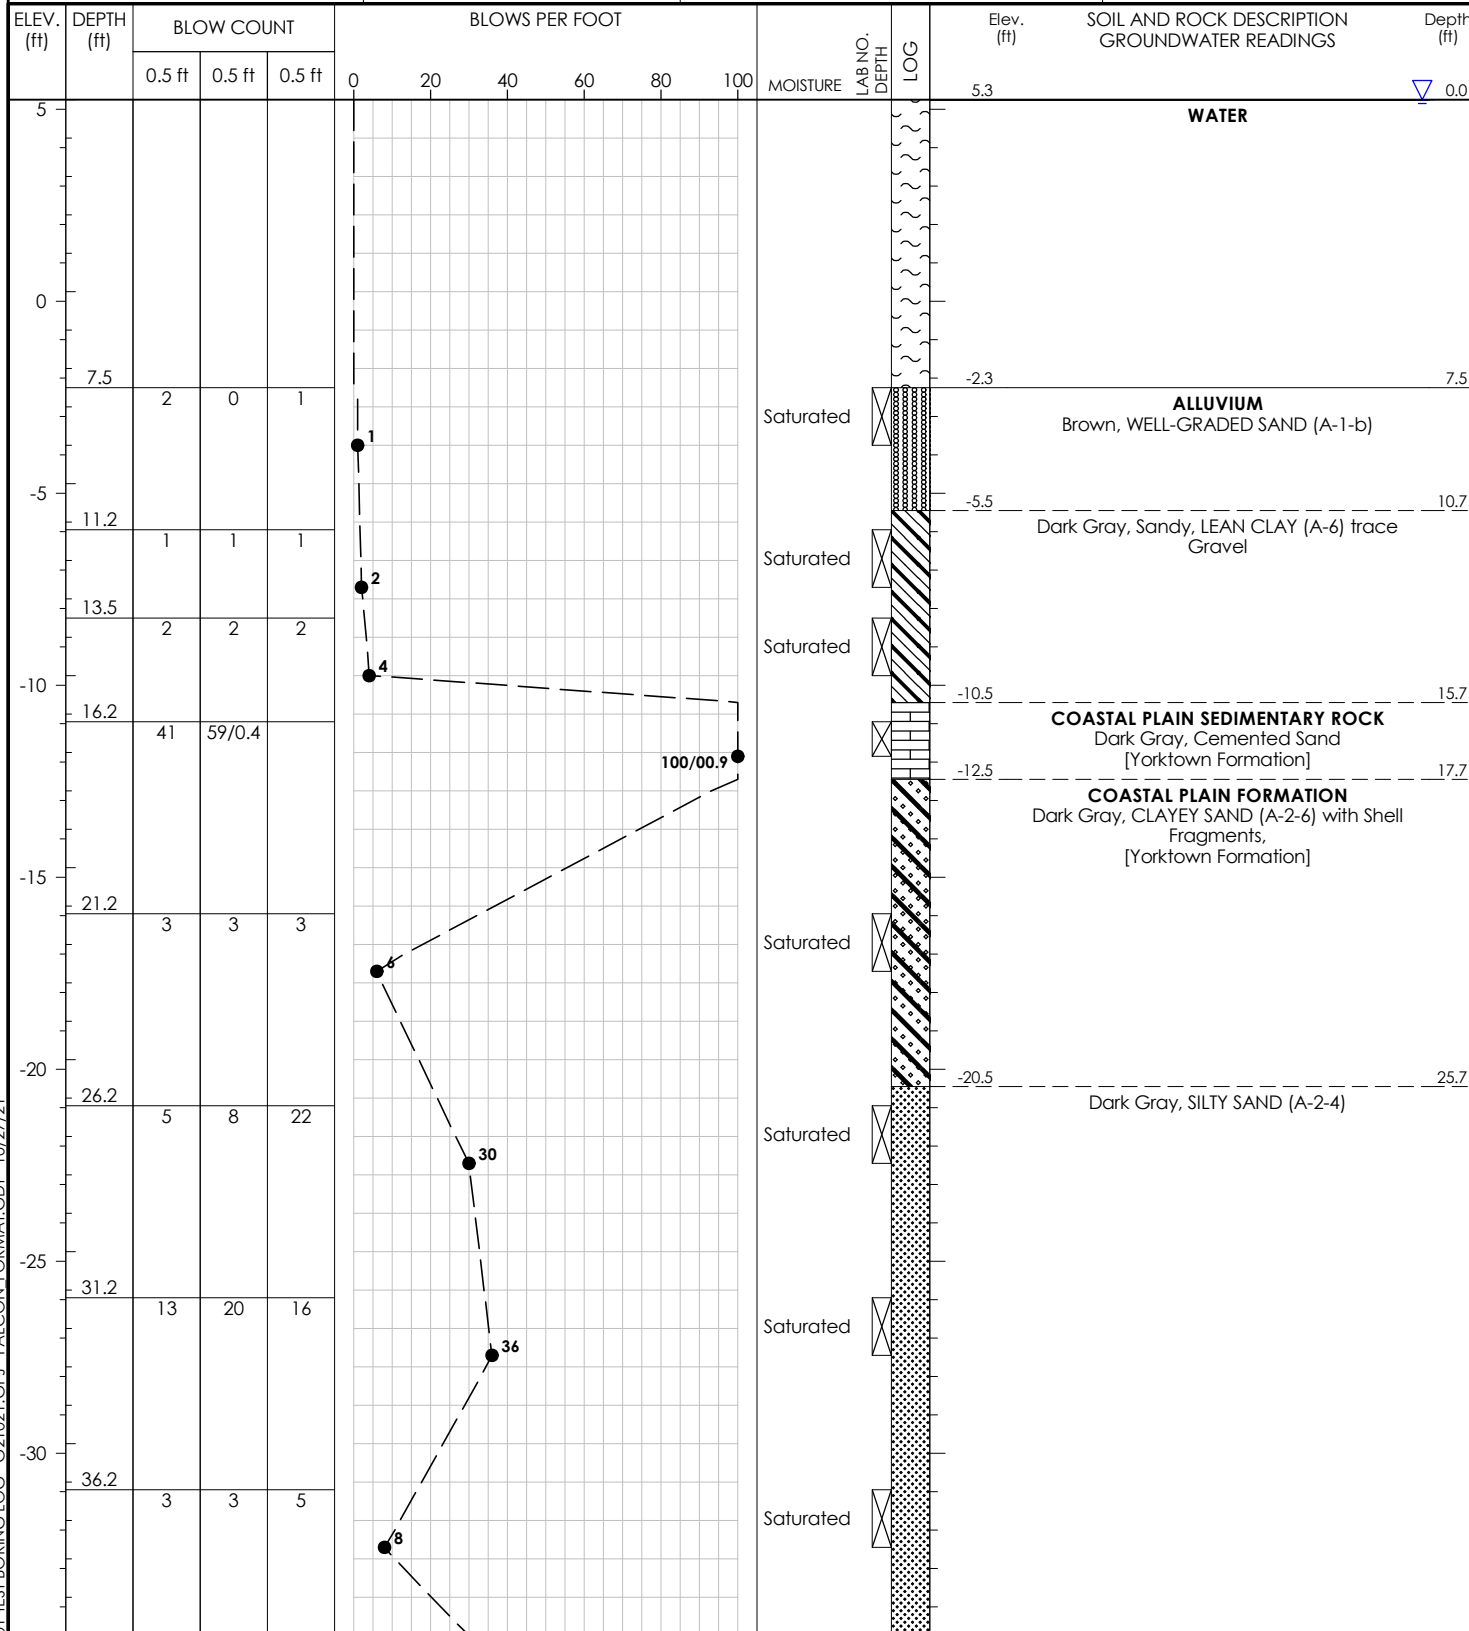 ELEV. (ft) DEPTH (ft) BLOW COUNT BLOWS PER FOOT MOISTURE LAB NO. DEPTH LOG Elev. (ft) SOIL AND ROCK DESCRIPTION GROUNDWATER READINGS Depth (ft)
0.5 ft 0.5 ft 0.5 ft 0 20 40 60 80 100
5.3 0.0
5 WATER
0
7.5 -2.3 7.5
2 0 1 Saturated ALLUVIUM
Brown, WELL-GRADED SAND (A-1-b)
1
-5 -5.5 10.7
11.2 Dark Gray, Sandy, LEAN CLAY (A-6) trace
1 1 1 Saturated Gravel
2
13.5
2 2 2 Saturated
4
-10 -10.5 15.7
16.2 COASTAL PLAIN SEDIMENTARY ROCK
41 59/0.4 Dark Gray, Cemented Sand
100/00.9 [Yorktown Formation]
-12.5 17.7
COASTAL PLAIN FORMATION
Dark Gray, CLAYEY SAND (A-2-6) with Shell
Fragments,
[Yorktown Formation]
-15
21.2
3 3 3 Saturated
6
-20 -20.5 25.7
26.2 Dark Gray, SILTY SAND (A-2-4)
5 8 22 Saturated
30
-25
31.2
13 20 16 Saturated
36
-30
36.2
3 3 5 Saturated
8